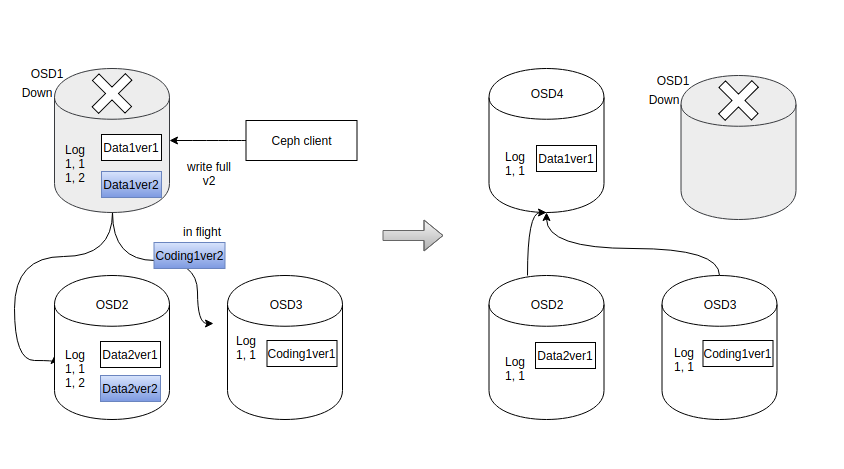 OSD1
Down
Log
1, 1
1, 2
Data1ver1
Data1ver2
Ceph client
write full
v2
in flight
Coding1ver2
OSD2
Log
1, 1
1, 2
Data2ver1
Data2ver2
OSD3
Log
1, 1
Coding1ver1
OSD4
Log
1, 1
Data1ver1
OSD1
Down
OSD2
Log
1, 1
Data2ver1
OSD3
Log
1, 1
Coding1ver1